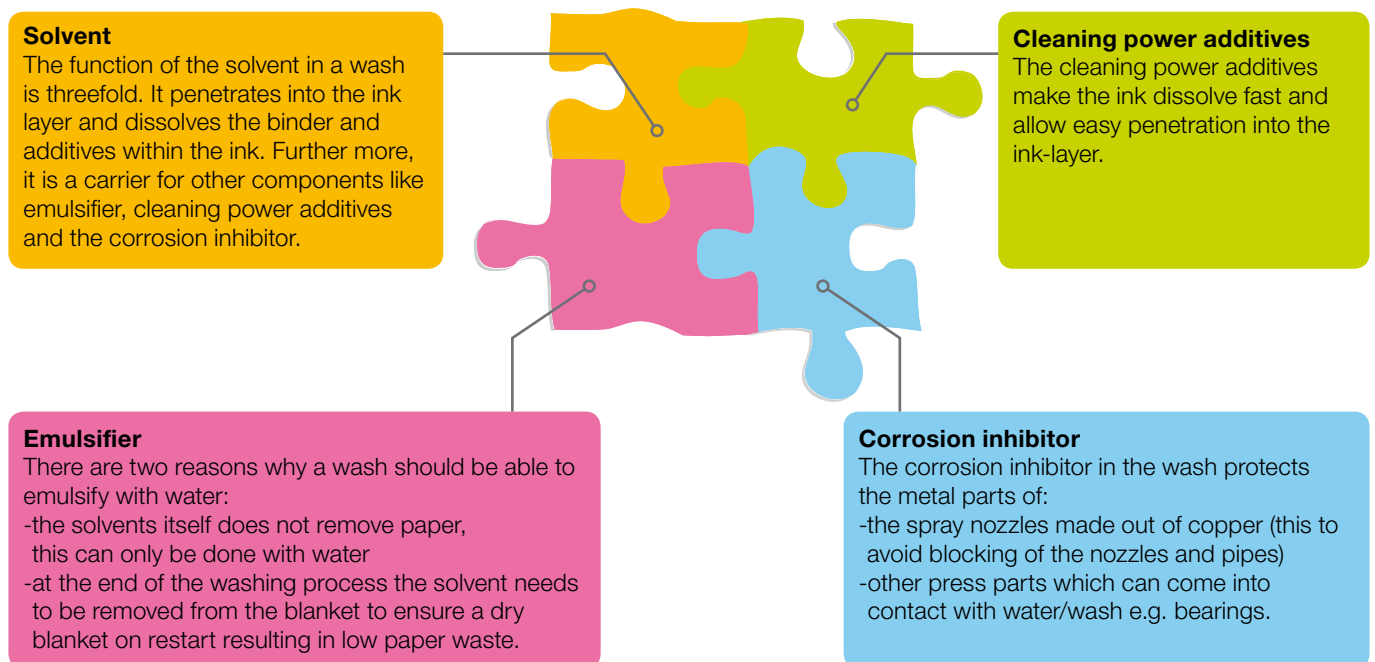 Solvent
The function of the solvent in a wash
is threefold. It penetrates into the ink
layer and dissolves the binder and
additives within the ink. Further more,
it is a carrier for other components like
emulsifier, cleaning power additives
and the corrosion inhibitor.
Cleaning power additives
The cleaning power additives
make the ink dissolve fast and
allow easy penetration into the
ink-layer.
Emulsifier
There are two reasons why a wash should be able to
emulsify with water:
-the solvents itself does not remove paper,
this can only be done with water
-at the end of the washing process the solvent needs
to be removed from the blanket to ensure a dry
blanket on restart resulting in low paper waste.
Corrosion inhibitor
The corrosion inhibitor in the wash protects
the metal parts of:
-the spray nozzles made out of copper (this to
avoid blocking of the nozzles and pipes)
-other press parts which can come into
contact with water/wash e.g. bearings.